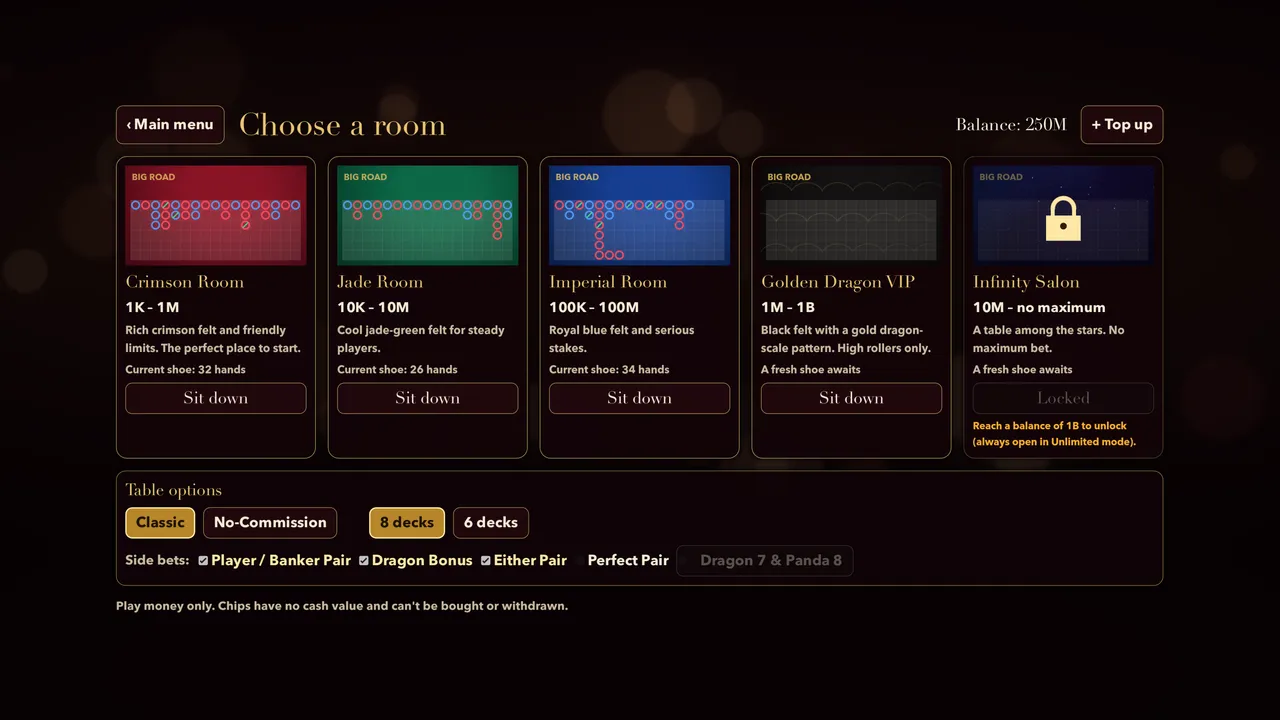 ‹ Main menu
Choose a room
Balance: 250M
+ Top up
BIG ROAD
Crimson Room
1K – 1M
Rich crimson felt and friendly
limits. The perfect place to start.
Current shoe: 32 hands
Sit down
BIG ROAD
Jade Room
10K – 10M
Cool jade-green felt for steady
players.
Current shoe: 26 hands
Sit down
BIG ROAD
Imperial Room
100K – 100M
Royal blue felt and serious
stakes.
Current shoe: 34 hands
Sit down
BIG ROAD
Golden Dragon VIP
1M – 1B
Black felt with a gold dragon-
scale pattern. High rollers only.
A fresh shoe awaits
Sit down
BIG ROAD
Infinity Salon
10M – no maximum
A table among the stars. No
maximum bet.
A fresh shoe awaits
Locked
Reach a balance of 1B to unlock
(always open in Unlimited mode).
Table options
Classic No-Commission 8 decks 6 decks
Side bets: Player / Banker Pair Dragon Bonus Either Pair Perfect Pair Dragon 7 & Panda 8
Play money only. Chips have no cash value and can't be bought or withdrawn.